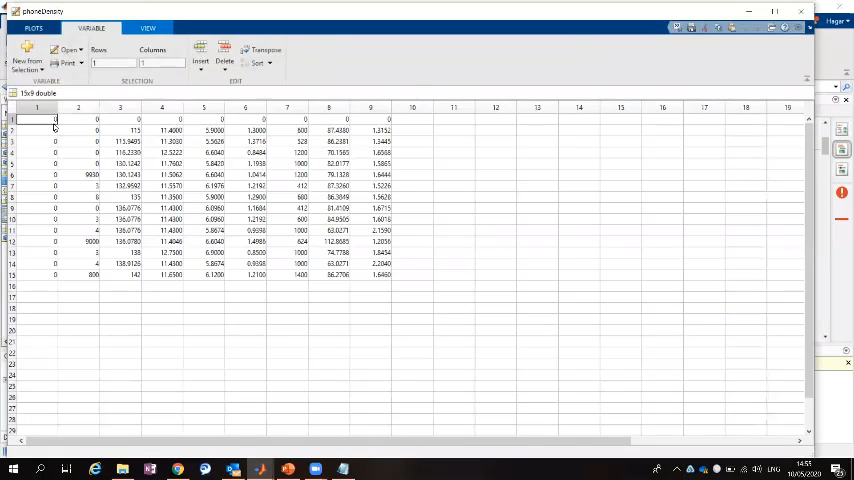 phoneDensity
PLOTS VARIABLE VIEW
Hagar
New from Selection Open Print Rows Columns Insert Delete Transpose Sort
1 1
VARIABLE SELECTION EDIT
15x9 double
1 2 3 4 5 6 7 8 9 10 11 12 13 14 15 16 17 18 19
1 0 0 0 0 0 0 0 0 0
2 0 0 115 11.4000 5.9000 1.3000 600 87.4380 1.3152
3 0 0 115.9495 11.3030 5.5626 1.3716 528 86.2381 1.3445
4 0 0 116.2330 12.5222 6.6040 0.8484 1200 70.1565 1.6568
5 0 0 130.1242 11.7602 5.8420 1.1938 1000 82.0177 1.5865
6 0 9930 130.1243 11.5062 6.6040 1.0414 1200 79.1328 1.6444
7 0 3 132.9592 11.5570 6.1976 1.2192 412 87.3260 1.5226
8 0 8 135 11.3500 5.9000 1.2900 680 86.3849 1.5628
9 0 0 136.0776 11.4300 6.0960 1.1684 412 81.4109 1.6715
10 0 3 136.0776 11.4300 6.0960 1.2192 600 84.9505 1.6018
11 0 4 136.0776 11.4300 5.8674 0.9398 1000 63.0271 2.1590
12 0 9000 136.0780 11.4046 6.6040 1.4986 624 112.8685 1.2056
13 0 3 138 12.7500 6.9000 0.8500 1000 74.7788 1.8454
14 0 4 138.9126 11.4300 5.8674 0.9398 1000 63.0271 2.2040
15 0 800 142 11.6500 6.1200 1.2100 1400 86.2706 1.6460
16
17
18
19
20
21
22
23
24
25
26
27
28
29
ENG
14:55
10/05/2020